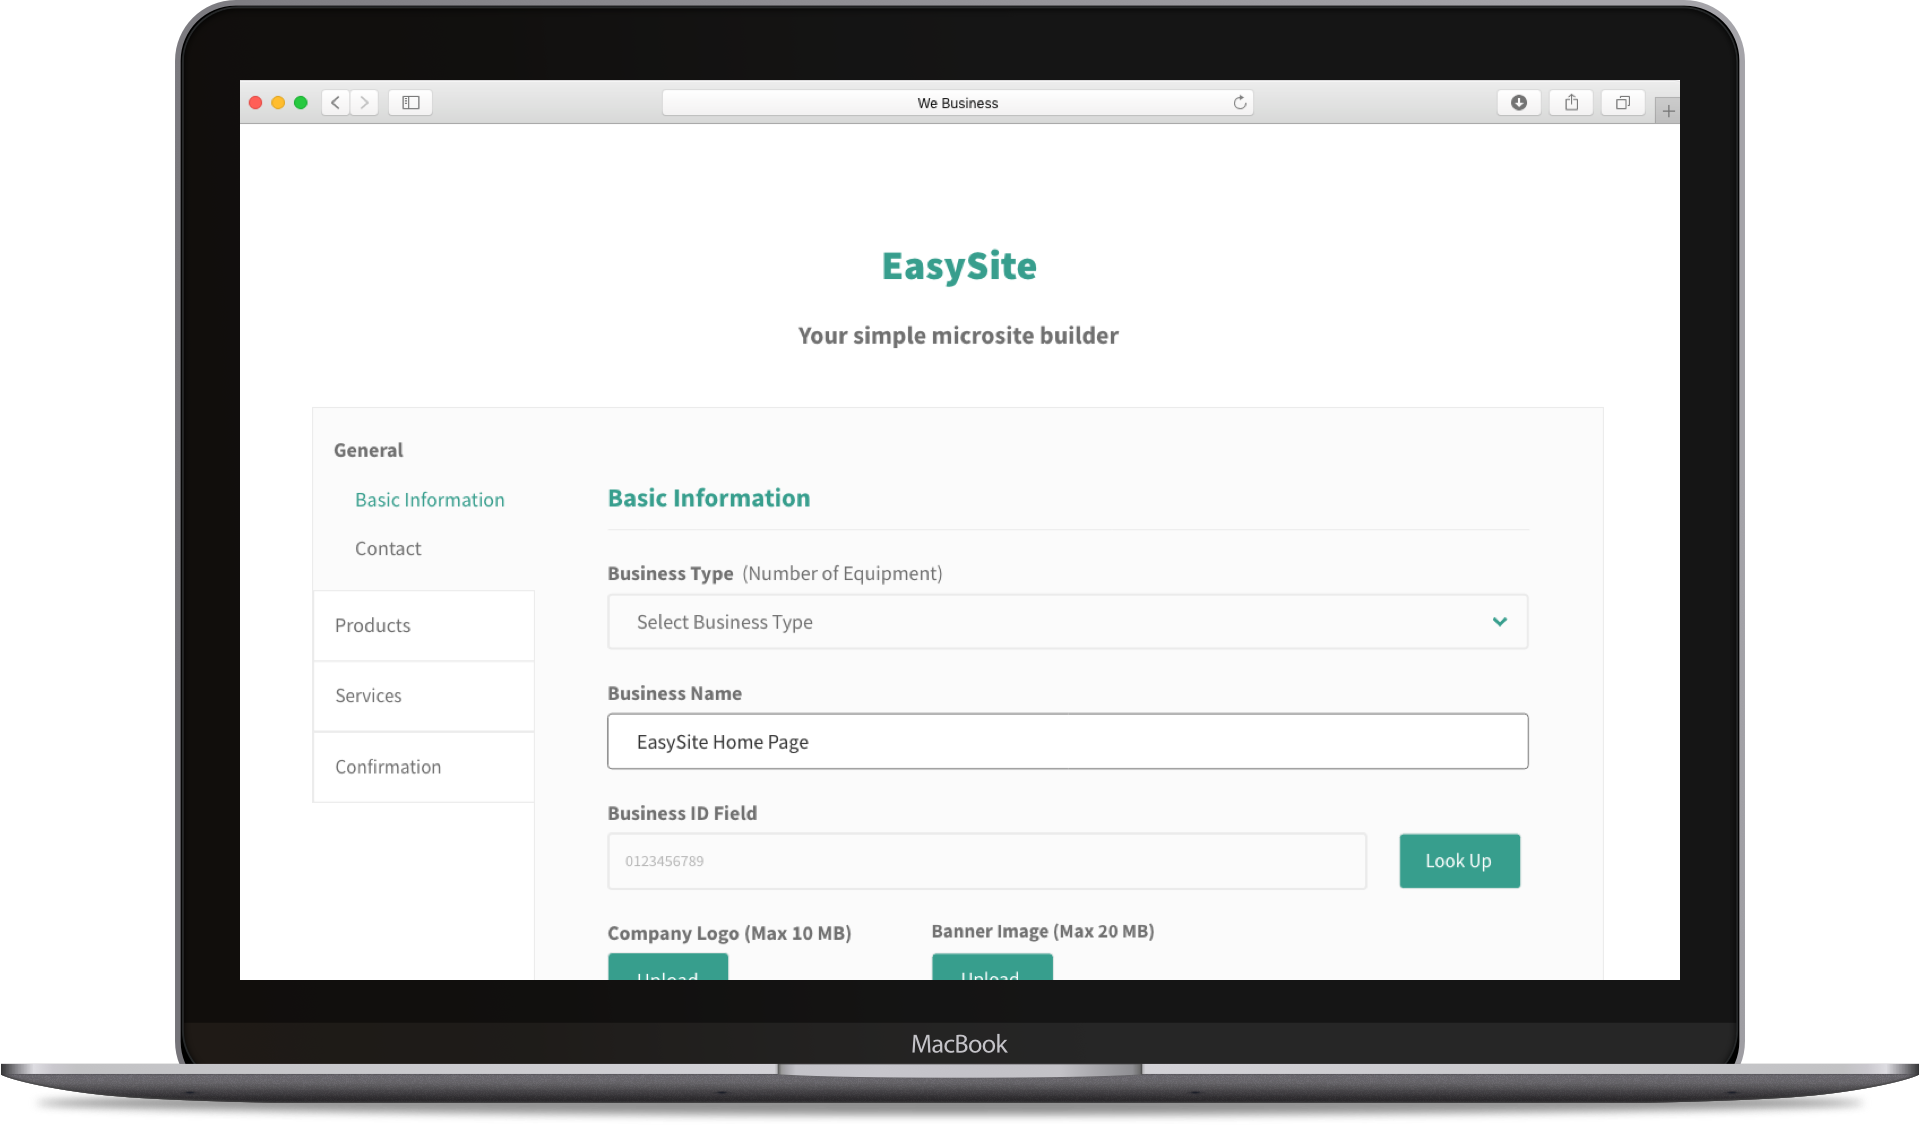 We Business
EasySite
Your simple microsite builder
General
Basic Information
Contact
Products
Services
Confirmation
Basic Information
Business Type (Number of Equipment)
Select Business Type
Business Name
EasySite Home Page
Business ID Field
0123456789
Look Up
Company Logo (Max 10 MB)
Banner Image (Max 20 MB)
Upload
Upload
MacBook